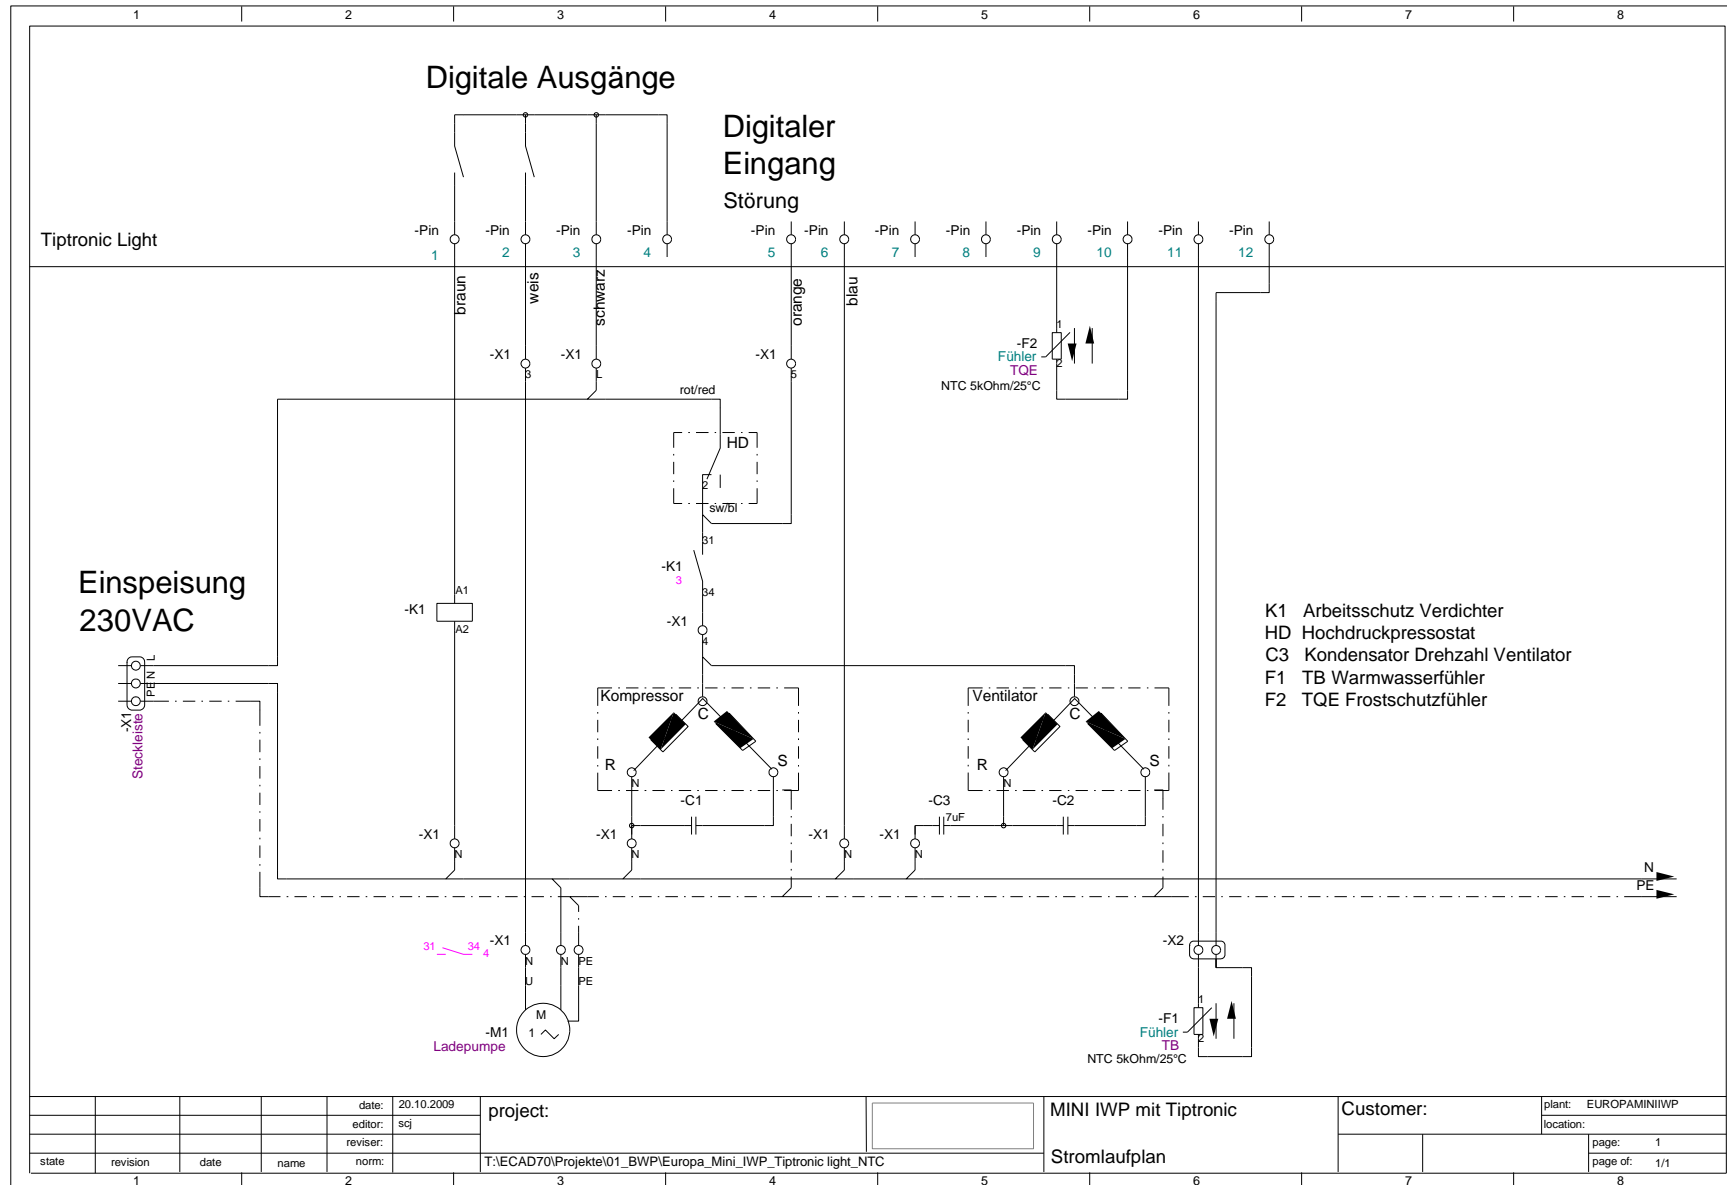 1 2 3 4 5 6 7 8
Digitale Ausgänge
Digitaler
Eingang
Störung
Tiptronic Light
-Pin -Pin -Pin -Pin -Pin -Pin -Pin -Pin -Pin -Pin -Pin -Pin
1 2 3 4 5 6 7 8 9 10 11 12
braun
weis
schwarz
orange
blau
-X1
3
-X1
L
-X1
5
1
-F2
Fühler
2
TQE
NTC 5kOhm/25°C
rot/red
HD
2
sw/bl
31
-K1
3
34
-X1
4
Einspeisung
230VAC
L
N
PE
-X1
Steckleiste
A1
-K1
A2
K1 Arbeitsschutz Verdichter
HD Hochdruckpressostat
C3 Kondensator Drehzahl Ventilator
F1 TB Warmwasserfühler
F2 TQE Frostschutzfühler
Kompressor
C
R
N
S
-C1
Ventilator
C
R
N
S
-C3
7uF
-C2
-X1
N
-X1
N
-X1
N
-X1
N
N
PE
31 34 4
-X1
N N PE
U PE
M
1
-M1
Ladepumpe
-X2
1
-F1
Fühler
2
TB
NTC 5kOhm/25°C
date: 20.10.2009
editor: scj
reviser:
state revision date name norm:
project:
T:\ECAD70\Projekte\01_BWP\Europa_Mini_IWP_Tiptronic light_NTC
MINI IWP mit Tiptronic
Stromlaufplan
Customer:
plant: EUROPAMINIIWP
location:
page: 1
page of: 1/1
1 2 3 4 5 6 7 8